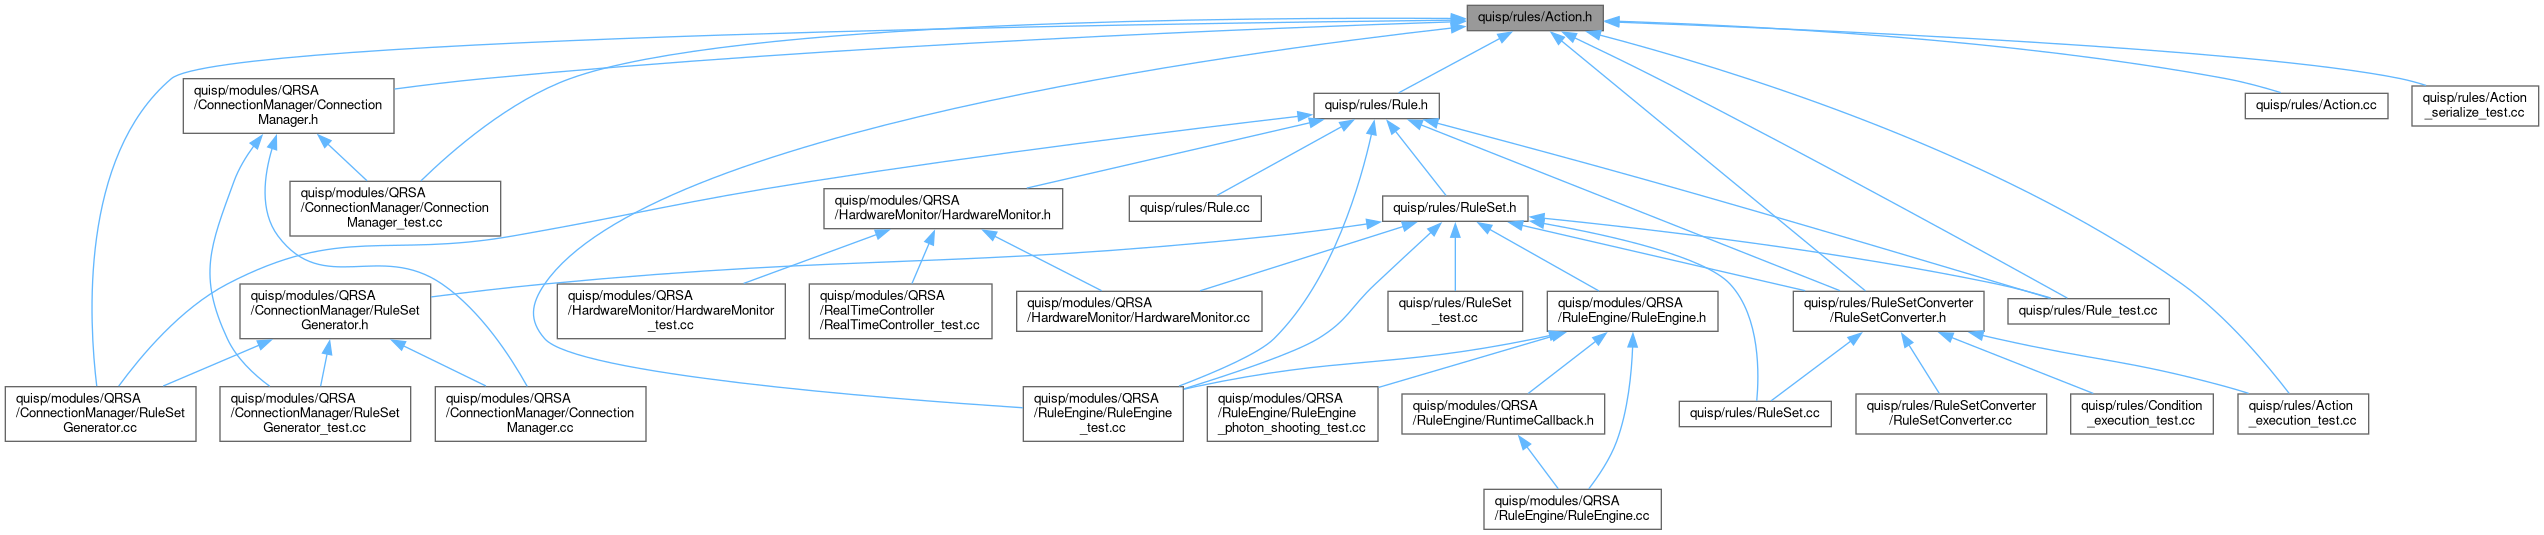 quisp/rules/Action.h
quisp/modules/QRSA
/ConnectionManager/Connection
Manager.h
quisp/rules/Rule.h
quisp/rules/Action.cc
quisp/rules/Action
_serialize_test.cc
quisp/modules/QRSA
/ConnectionManager/Connection
Manager_test.cc
quisp/modules/QRSA
/HardwareMonitor/HardwareMonitor.h
quisp/rules/Rule.cc
quisp/rules/RuleSet.h
quisp/modules/QRSA
/ConnectionManager/RuleSet
Generator.h
quisp/modules/QRSA
/HardwareMonitor/HardwareMonitor
_test.cc
quisp/modules/QRSA
/RealTimeController
/RealTimeController_test.cc
quisp/modules/QRSA
/HardwareMonitor/HardwareMonitor.cc
quisp/rules/RuleSet
_test.cc
quisp/modules/QRSA
/RuleEngine/RuleEngine.h
quisp/rules/RuleSetConverter
/RuleSetConverter.h
quisp/rules/Rule_test.cc
quisp/modules/QRSA
/ConnectionManager/RuleSet
Generator.cc
quisp/modules/QRSA
/ConnectionManager/RuleSet
Generator_test.cc
quisp/modules/QRSA
/ConnectionManager/Connection
Manager.cc
quisp/modules/QRSA
/RuleEngine/RuleEngine
_test.cc
quisp/modules/QRSA
/RuleEngine/RuleEngine
_photon_shooting_test.cc
quisp/modules/QRSA
/RuleEngine/RuntimeCallback.h
quisp/rules/RuleSet.cc
quisp/rules/RuleSetConverter
/RuleSetConverter.cc
quisp/rules/Condition
_execution_test.cc
quisp/rules/Action
_execution_test.cc
quisp/modules/QRSA
/RuleEngine/RuleEngine.cc